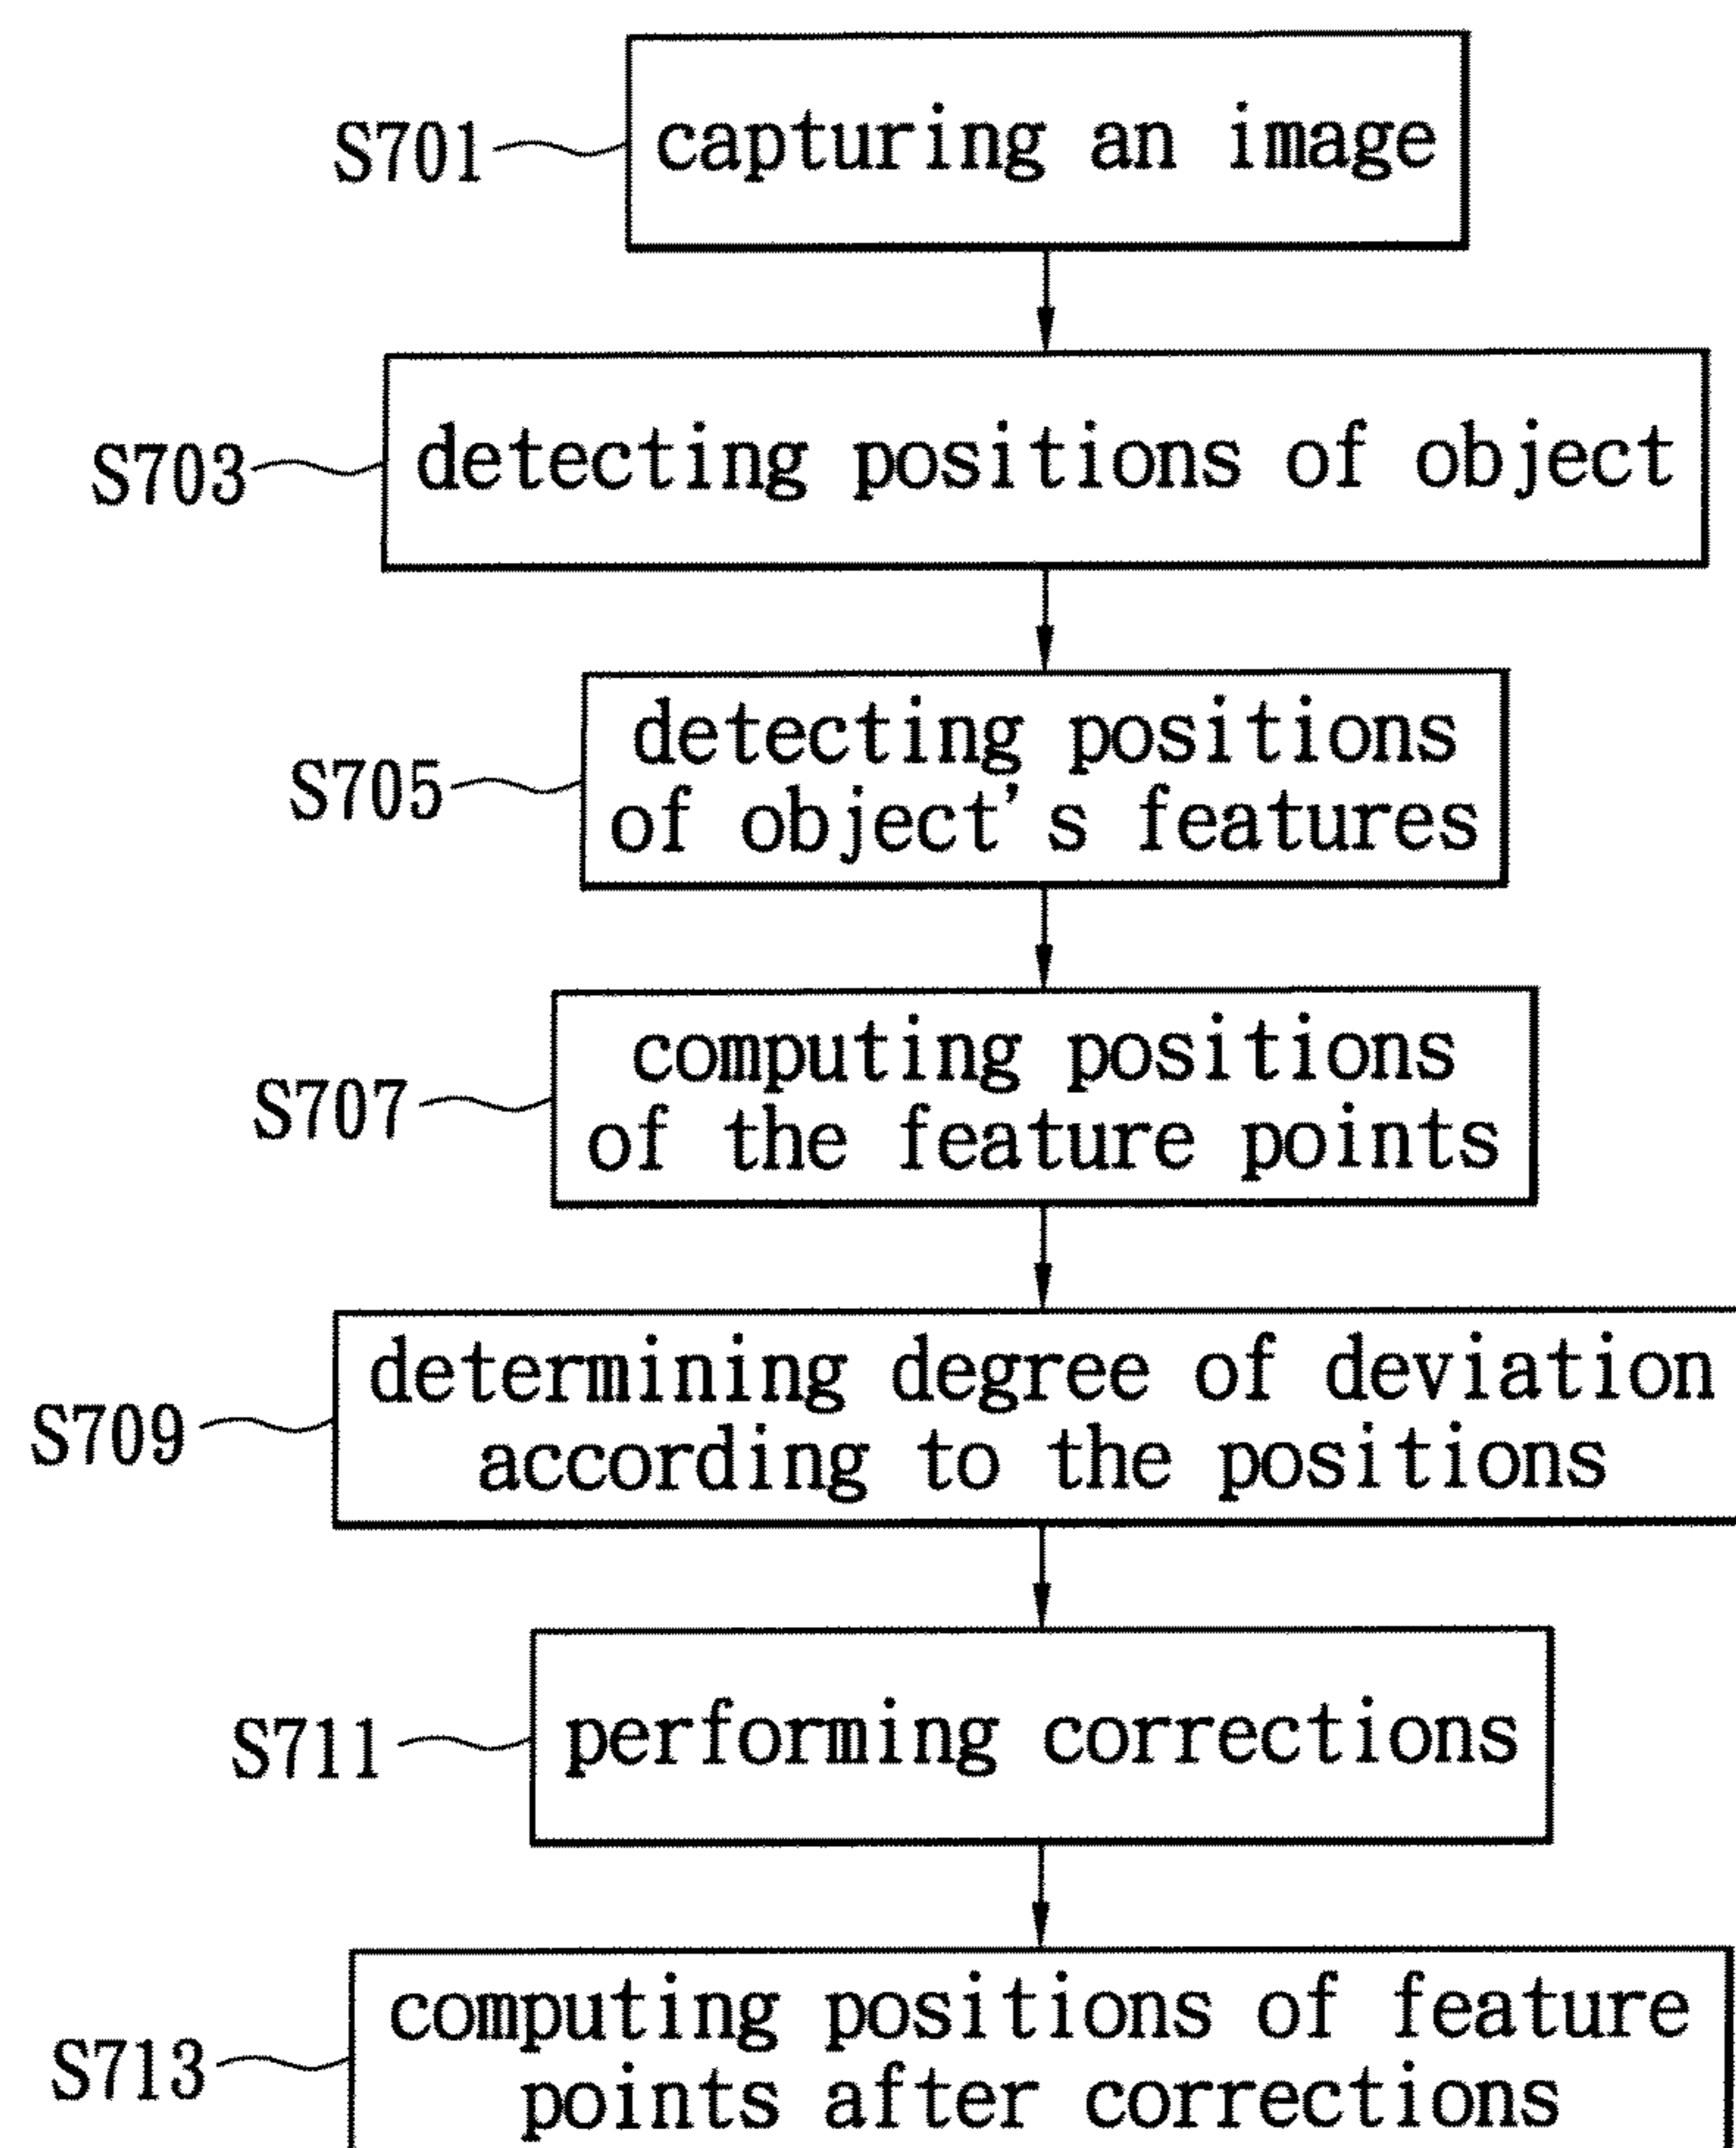 S701
capturing an image
S703
detecting positions of object
S705
detecting positions
of object's features
S707
computing positions
of the feature points
S709
determining degree of deviation
according to the positions
S711
performing corrections
S713
computing positions of feature
points after corrections